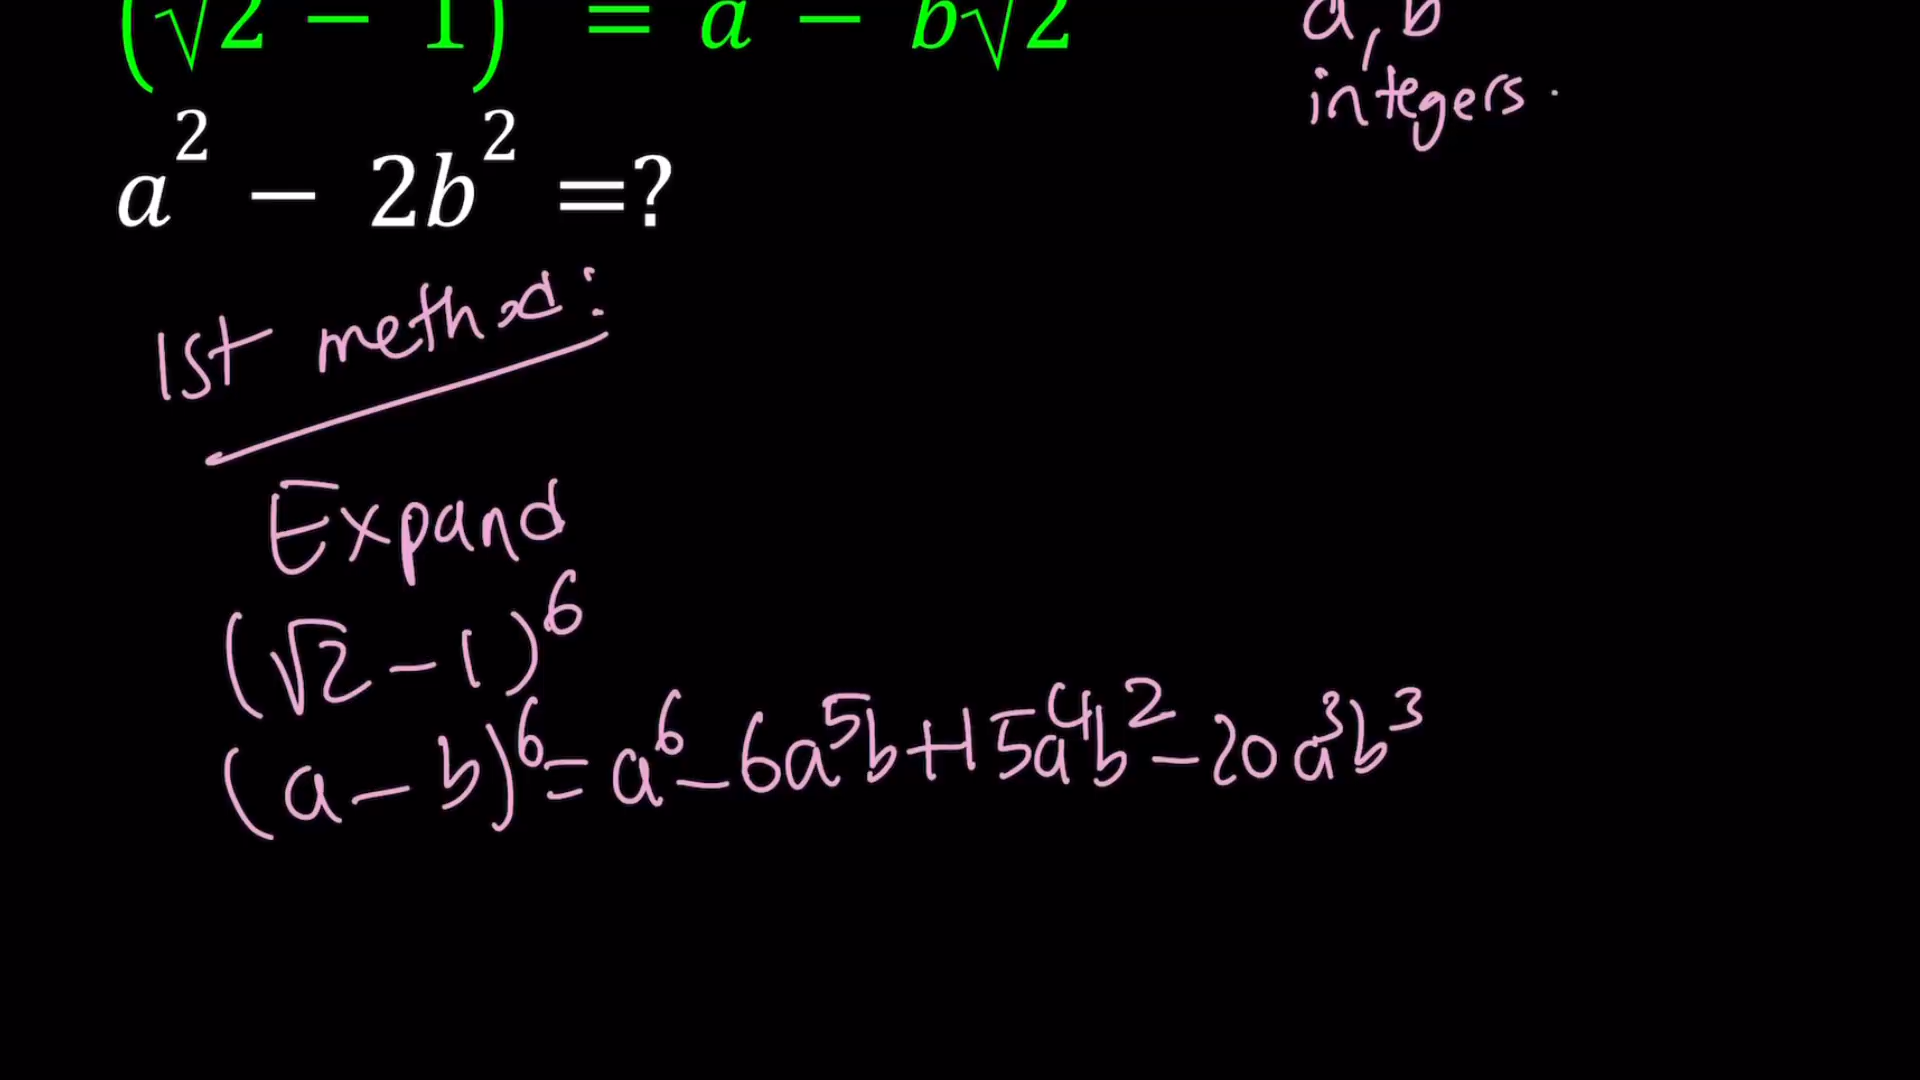 (√2 − 1) = a − b√2
a, b
integers.
a² − 2b² =?
1st method:
Expand
(√2 − 1)⁶
(a − b)⁶ = a⁶ − 6a⁵b + 15a⁴b² − 20a³b³